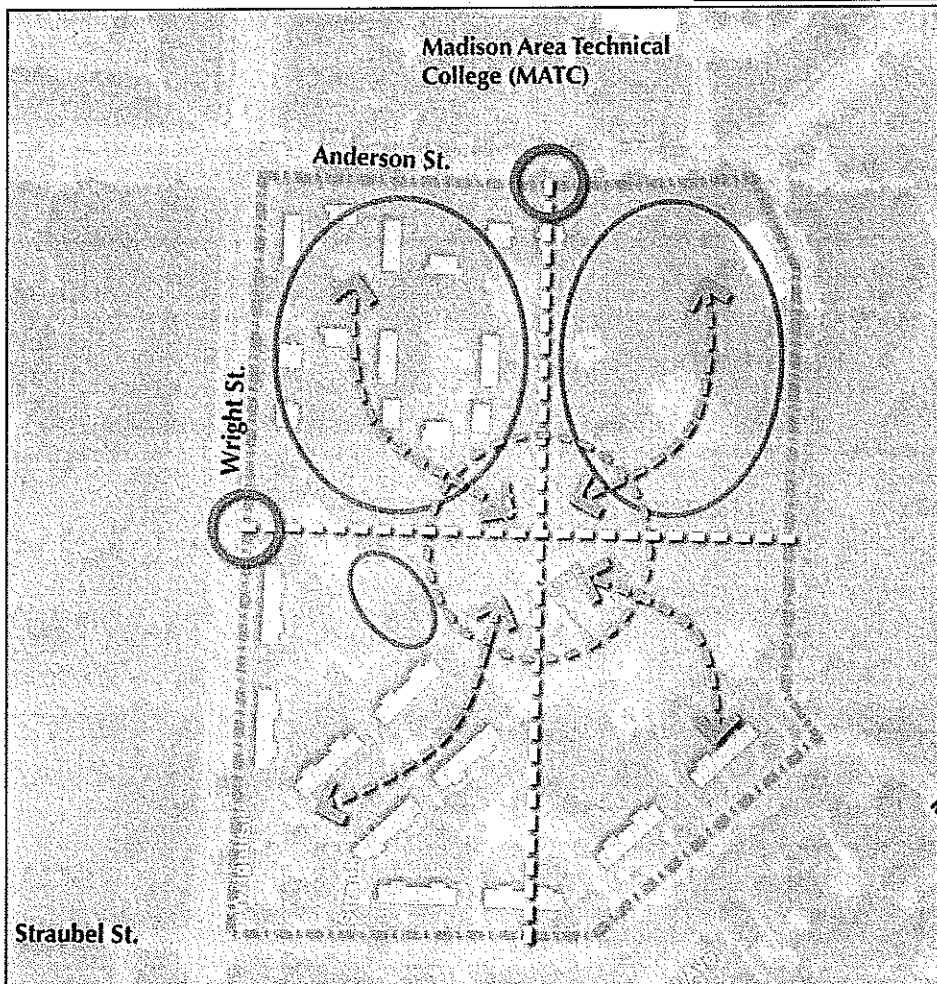 Madison Area Technical
College (MATC)
Anderson St.
Wright St.
Straubel St.